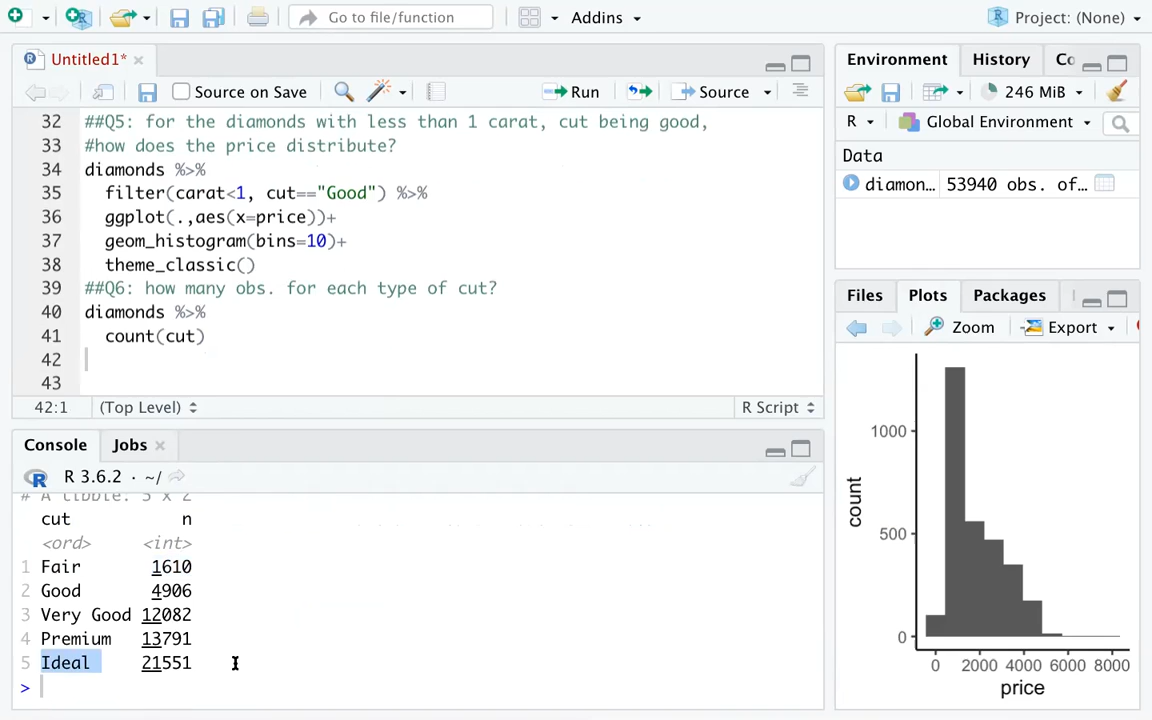 Go to file/function
Addins
Project: (None)
Untitled1*
Source on Save
Run
Source
32 ##Q5: for the diamonds with less than 1 carat, cut being good,
33 #how does the price distribute?
34 diamonds %>%
35 filter(carat<1, cut=="Good") %>%
36 ggplot(.,aes(x=price))+
37 geom_histogram(bins=10)+
38 theme_classic()
39 ##Q6: how many obs. for each type of cut?
40 diamonds %>%
41 count(cut)
42
43
42:1 (Top Level) R Script
Console Jobs
R 3.6.2 · ~/
# A tibble: 5 x 2
cut n
<ord> <int>
1 Fair 1610
2 Good 4906
3 Very Good 12082
4 Premium 13791
5 Ideal 21551
>
Environment History Co
246 MiB
R Global Environment
Data
diamon… 53940 obs. of…
Files Plots Packages
Zoom Export
1000
500
0
count
0 2000 4000 6000 8000
price